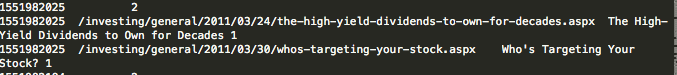 1551982025 2
1551982025 /investing/general/2011/03/24/the-high-yield-dividends-to-own-for-decades.aspx The High-
Yield Dividends to Own for Decades 1
1551982025 /investing/general/2011/03/30/whos-targeting-your-stock.aspx Who's Targeting Your
Stock? 1